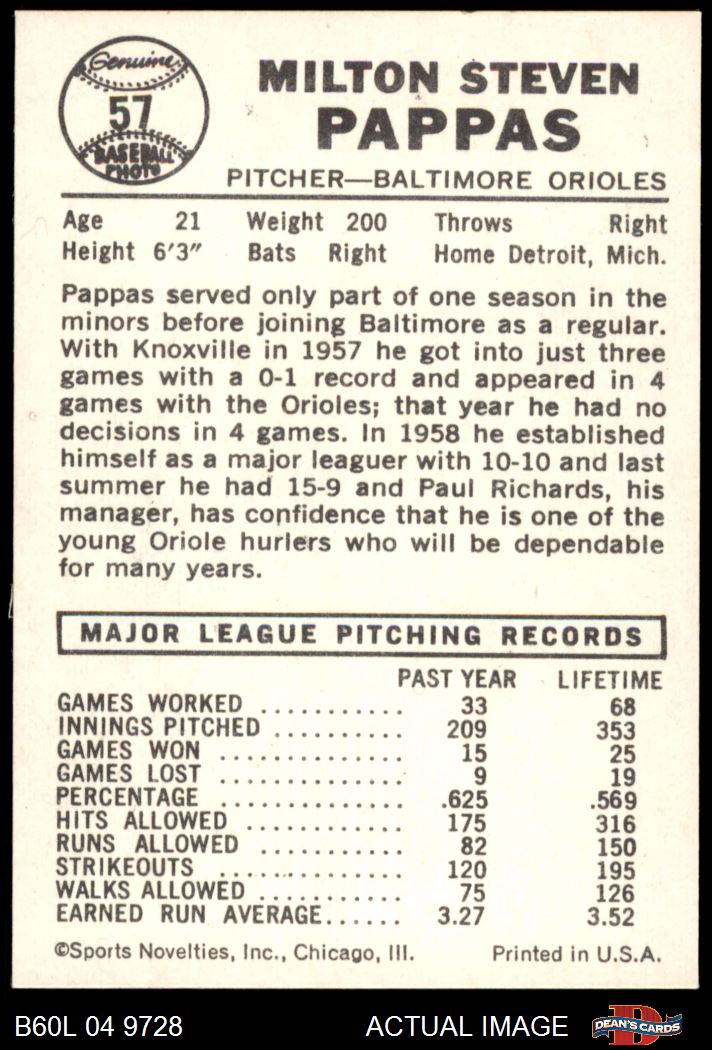 Genuine
57
BASEBALL
PHOTO
MILTON STEVEN
PAPPAS
PITCHER—BALTIMORE ORIOLES
Age 21 Weight 200 Throws Right
Height 6'3" Bats Right Home Detroit, Mich.
Pappas served only part of one season in the
minors before joining Baltimore as a regular.
With Knoxville in 1957 he got into just three
games with a 0-1 record and appeared in 4
games with the Orioles; that year he had no
decisions in 4 games. In 1958 he established
himself as a major leaguer with 10-10 and last
summer he had 15-9 and Paul Richards, his
manager, has confidence that he is one of the
young Oriole hurlers who will be dependable
for many years.
MAJOR LEAGUE PITCHING RECORDS
PAST YEAR LIFETIME
GAMES WORKED ........... 33 68
INNINGS PITCHED .......... 209 353
GAMES WON ............. 15 25
GAMES LOST ............. 9 19
PERCENTAGE ............. .625 .569
HITS ALLOWED ........... 175 316
RUNS ALLOWED .......... 82 150
STRIKEOUTS ............. 120 195
WALKS ALLOWED .......... 75 126
EARNED RUN AVERAGE...... 3.27 3.52
©Sports Novelties, Inc., Chicago, Ill. Printed in U.S.A.
B60L 04 9728 ACTUAL IMAGE D DEAN'S CARDS